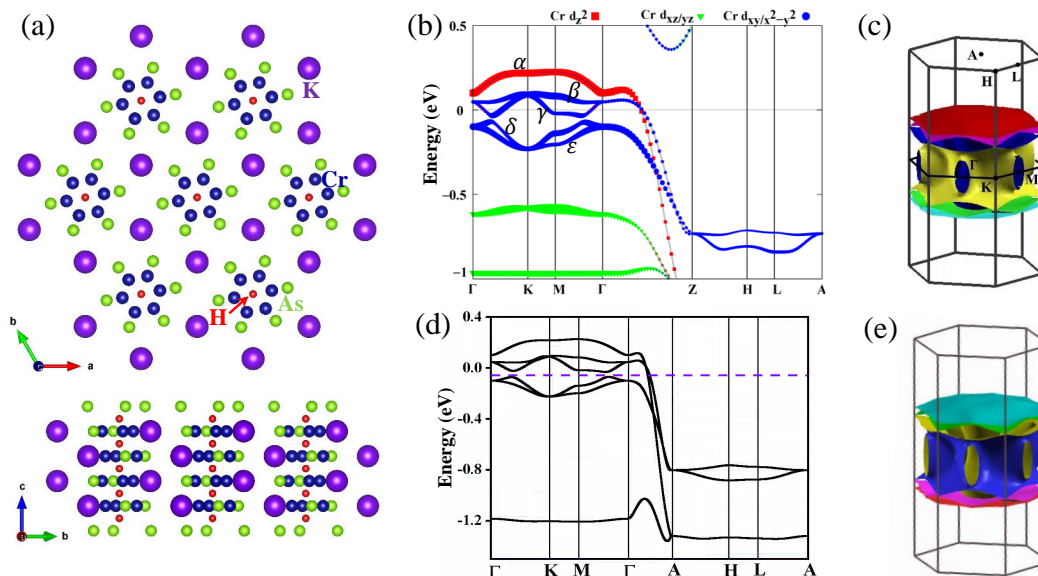 (a)
K
Cr
H
As
b
a
c
a
b
(b)
Cr d_z² Cr d_xz/yz Cr d_xy/x²−y²
Energy (eV)
0.5
0
−0.5
−1
α
β
γ
δ
ε
Γ K M Γ Z H L A
(c)
A
H
L
Γ
K
M
(d)
Energy (eV)
0.4
0.0
-0.4
-0.8
-1.2
Γ K M Γ A H L A
(e)